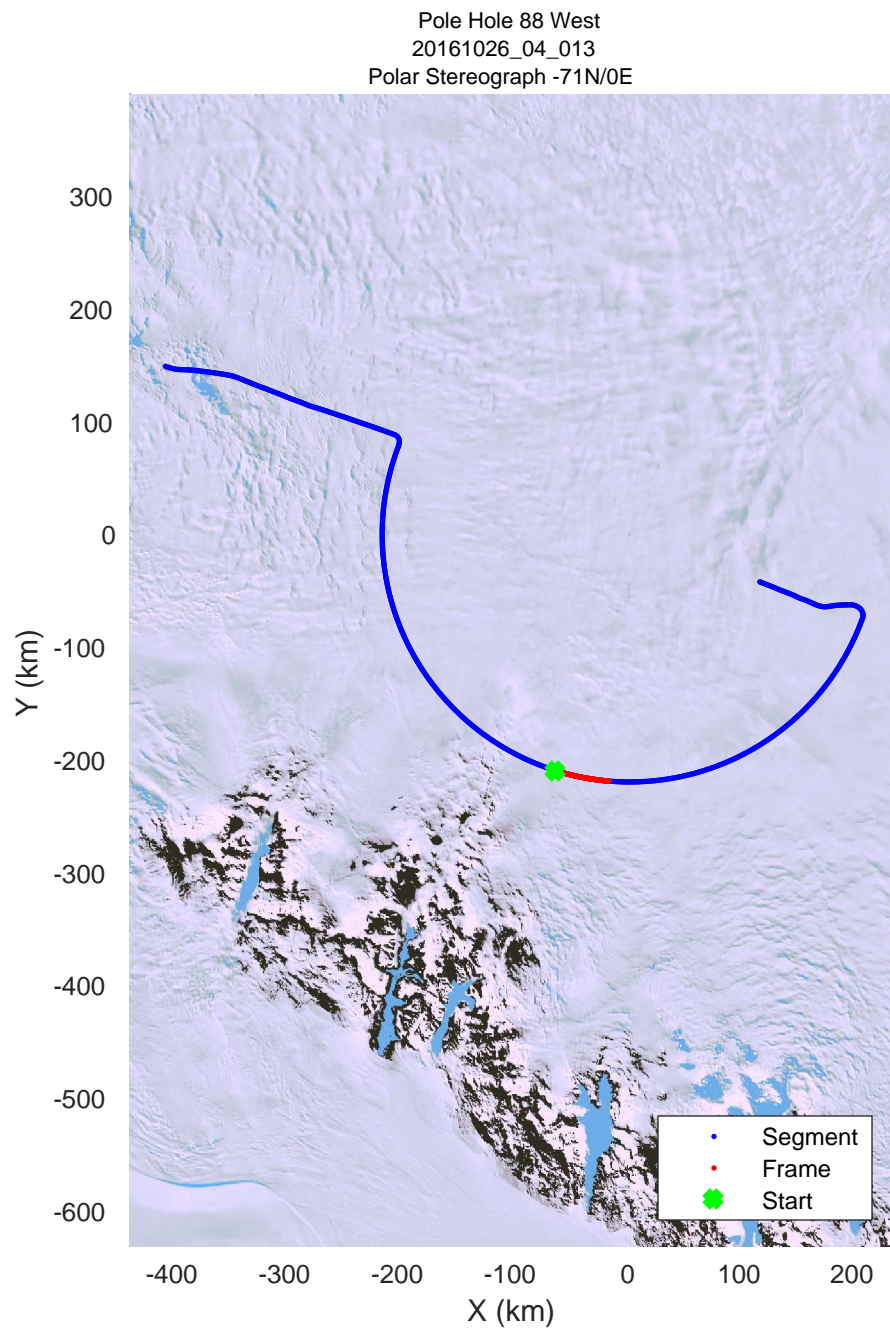 Pole Hole 88 West
20161026_04_013
Polar Stereograph -71N/0E
300
200
100
0
-100
-200
-300
-400
-500
-600
Y (km)
Segment
Frame
Start
-400 -300 -200 -100 0 100 200
X (km)